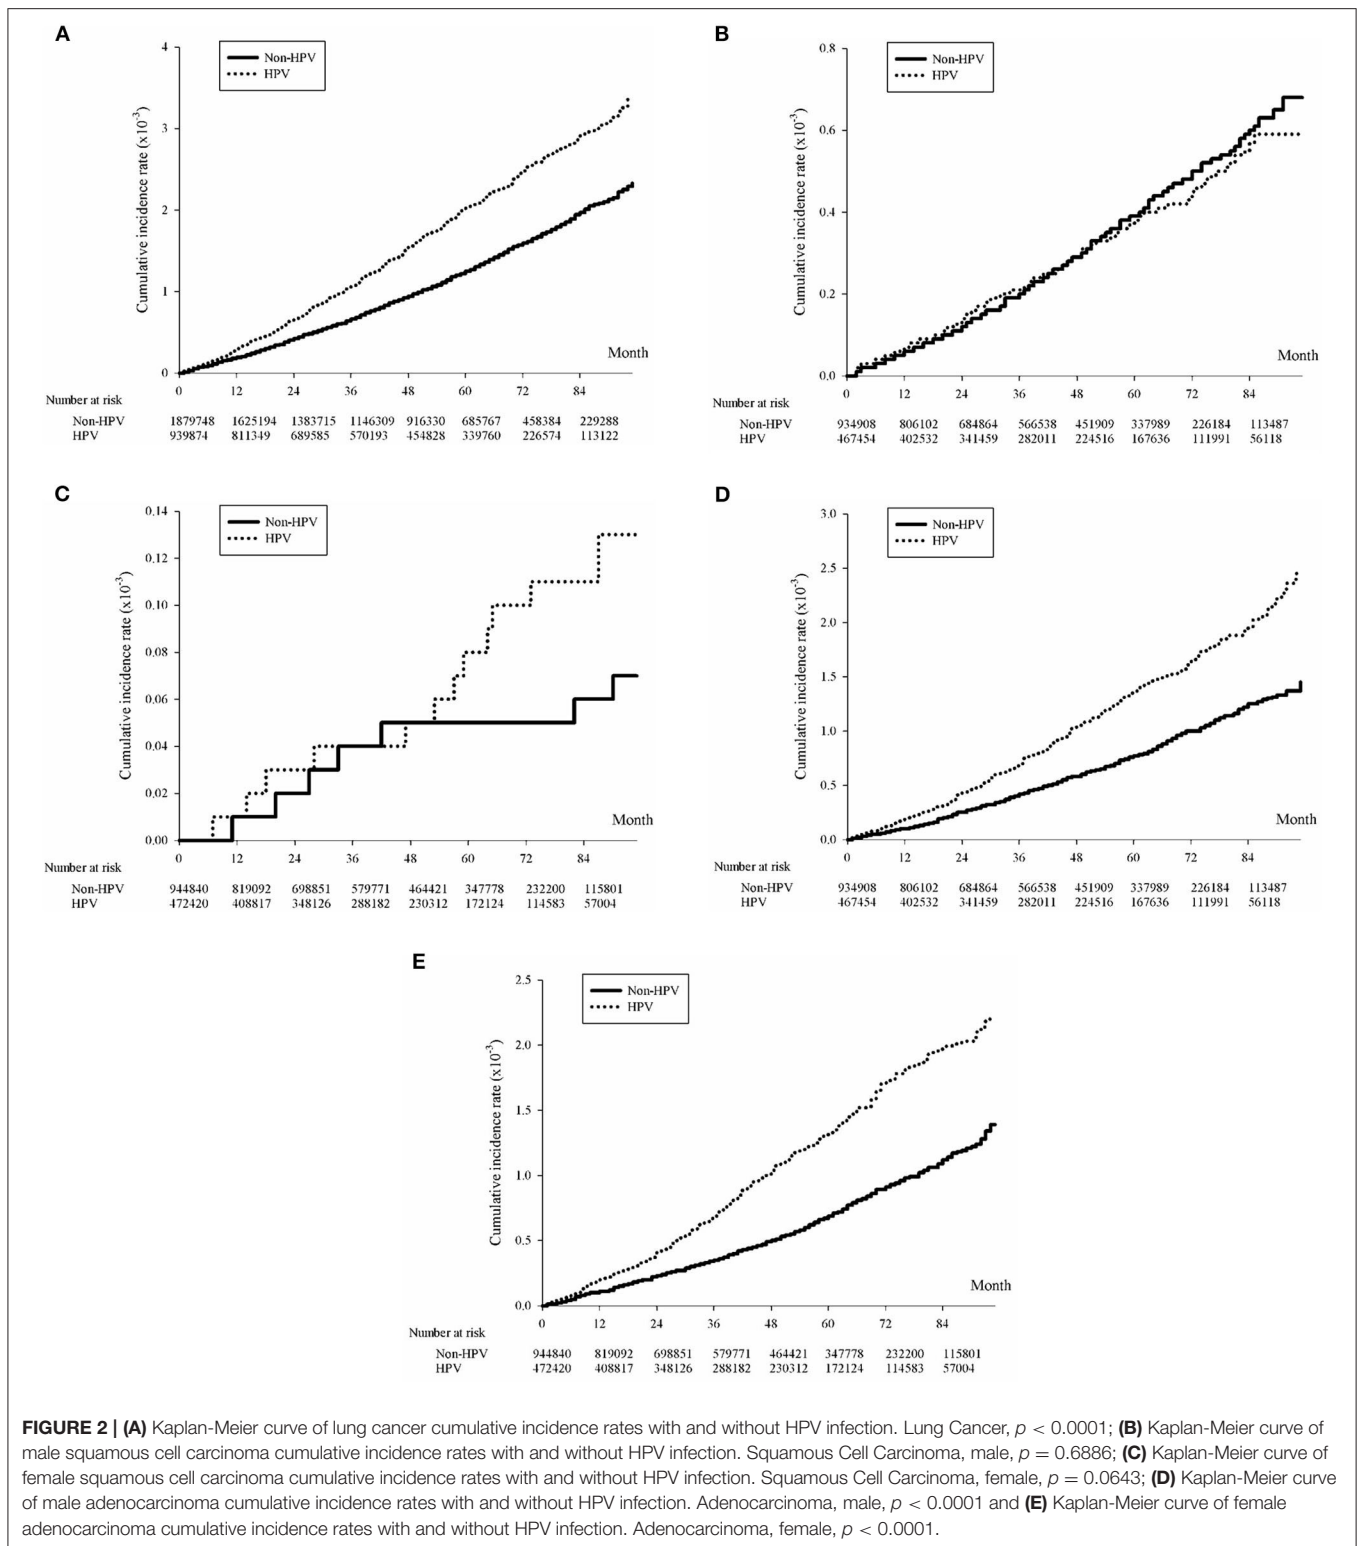 A
Non-HPV
HPV
Cumulative incidence rate (x10⁻³)
4
3
2
1
0
Month
0 12 24 36 48 60 72 84
Number at risk
Non-HPV 1879748 1625194 1383715 1146309 916330 685767 458384 229288
HPV 939874 811349 689585 570193 454828 339760 226574 113122
B
Non-HPV
HPV
Cumulative incidence rate (x10⁻³)
0.8
0.6
0.4
0.2
0.0
Month
0 12 24 36 48 60 72 84
Number at risk
Non-HPV 934908 806102 684864 566538 451909 337989 226184 113487
HPV 467454 402532 341459 282011 224516 167636 111991 56118
C
Non-HPV
HPV
Cumulative incidence rate (x10⁻³)
0.14
0.12
0.10
0.08
0.06
0.04
0.02
0.00
Month
0 12 24 36 48 60 72 84
Number at risk
Non-HPV 944840 819092 698851 579771 464421 347778 232200 115801
HPV 472420 408817 348126 288182 230312 172124 114583 57004
D
Non-HPV
HPV
Cumulative incidence rate (x10⁻³)
3.0
2.5
2.0
1.5
1.0
0.5
0.0
Month
0 12 24 36 48 60 72 84
Number at risk
Non-HPV 934908 806102 684864 566538 451909 337989 226184 113487
HPV 467454 402532 341459 282011 224516 167636 111991 56118
E
Non-HPV
HPV
Cumulative incidence rate (x10⁻³)
2.5
2.0
1.5
1.0
0.5
0.0
Month
0 12 24 36 48 60 72 84
Number at risk
Non-HPV 944840 819092 698851 579771 464421 347778 232200 115801
HPV 472420 408817 348126 288182 230312 172124 114583 57004
FIGURE 2 | (A) Kaplan-Meier curve of lung cancer cumulative incidence rates with and without HPV infection. Lung Cancer, p < 0.0001; (B) Kaplan-Meier curve of
male squamous cell carcinoma cumulative incidence rates with and without HPV infection. Squamous Cell Carcinoma, male, p = 0.6886; (C) Kaplan-Meier curve of
female squamous cell carcinoma cumulative incidence rates with and without HPV infection. Squamous Cell Carcinoma, female, p = 0.0643; (D) Kaplan-Meier curve
of male adenocarcinoma cumulative incidence rates with and without HPV infection. Adenocarcinoma, male, p < 0.0001 and (E) Kaplan-Meier curve of female
adenocarcinoma cumulative incidence rates with and without HPV infection. Adenocarcinoma, female, p < 0.0001.